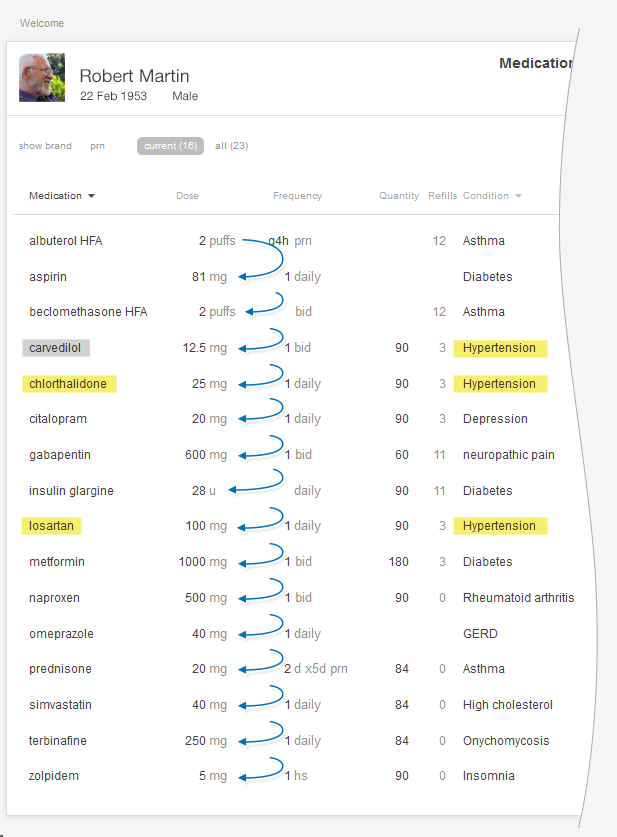 Welcome
Robert Martin
Medication
22 Feb 1953 Male
show brand prn current (16) all (23)
Medication Dose Frequency Quantity Refills Condition
albuterol HFA 2 puffs q4h prn 12 Asthma
aspirin 81 mg 1 daily Diabetes
beclomethasone HFA 2 puffs bid 12 Asthma
carvedilol 12.5 mg 1 bid 90 3 Hypertension
chlorthalidone 25 mg 1 daily 90 3 Hypertension
citalopram 20 mg 1 daily 90 3 Depression
gabapentin 600 mg 1 bid 60 11 neuropathic pain
insulin glargine 28 u daily 90 11 Diabetes
losartan 100 mg 1 daily 90 3 Hypertension
metformin 1000 mg 1 bid 180 3 Diabetes
naproxen 500 mg 1 bid 90 0 Rheumatoid arthritis
omeprazole 40 mg 1 daily GERD
prednisone 20 mg 2 d x5d prn 84 0 Asthma
simvastatin 40 mg 1 daily 84 0 High cholesterol
terbinafine 250 mg 1 daily 84 0 Onychomycosis
zolpidem 5 mg 1 hs 90 0 Insomnia